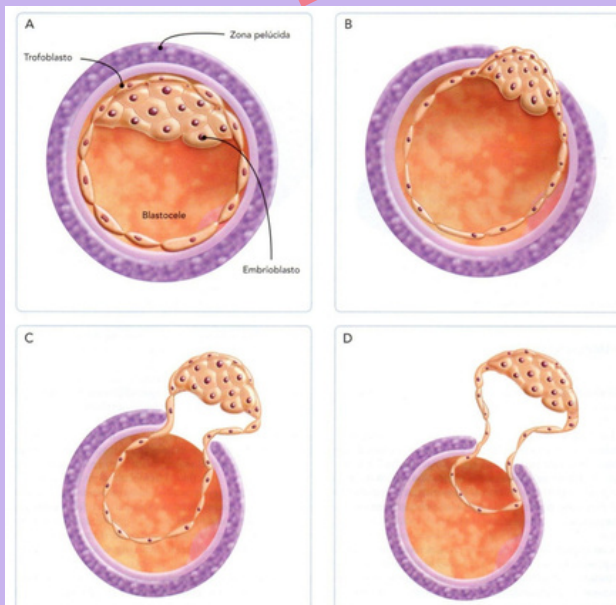 A
Zona pelúcida
Trofoblasto
Blastocele
Embrioblasto
B
C
D